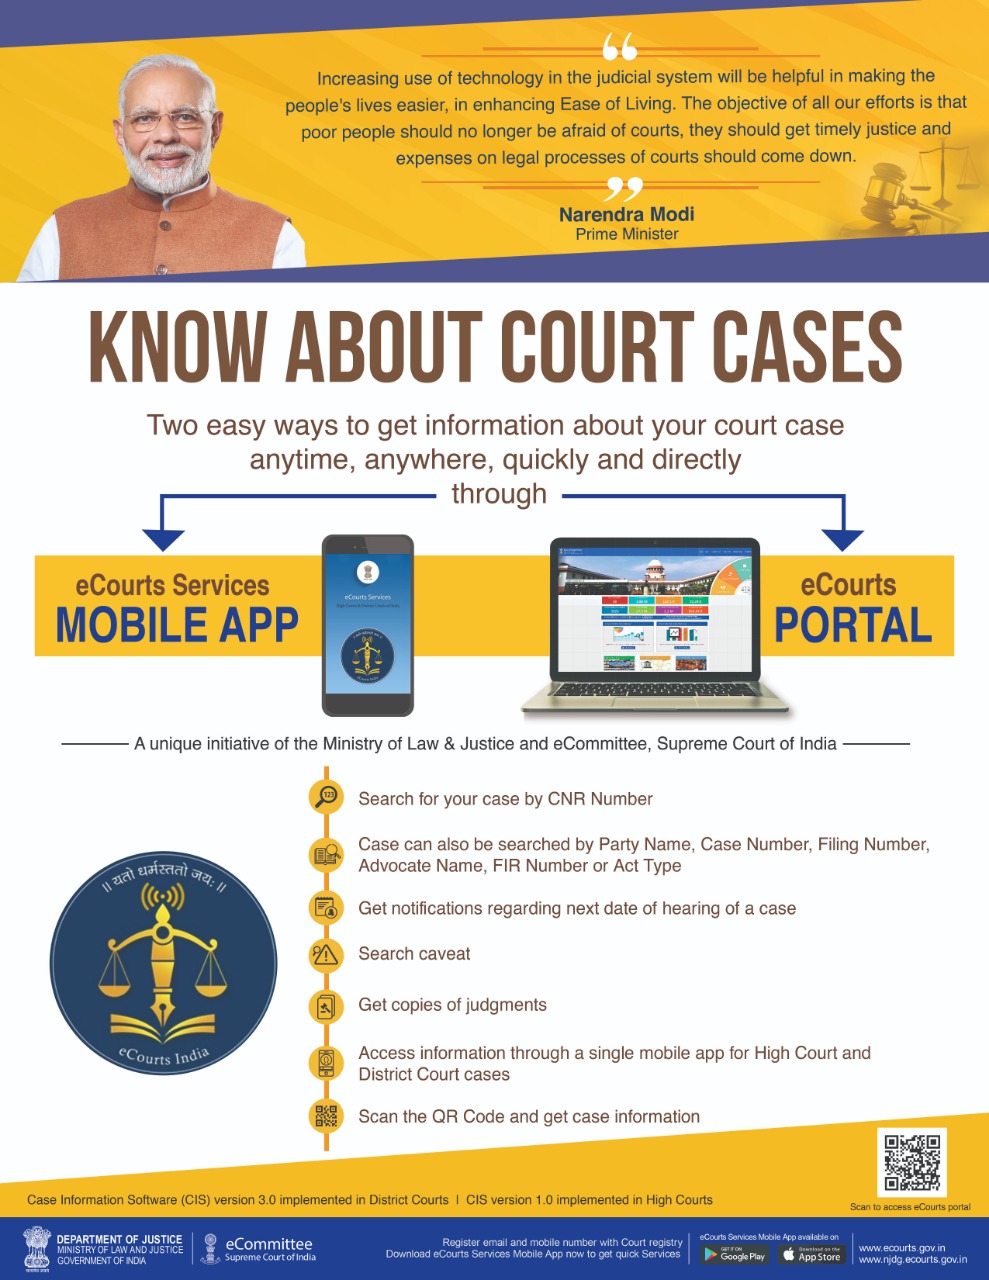 Increasing use of technology in the judicial system will be helpful in making the
people's lives easier, in enhancing Ease of Living. The objective of all our efforts is that
poor people should no longer be afraid of courts, they should get timely justice and
expenses on legal processes of courts should come down.
Narendra Modi
Prime Minister
KNOW ABOUT COURT CASES
Two easy ways to get information about your court case
anytime, anywhere, quickly and directly
through
eCourts Services
MOBILE APP
eCourts Services
eCourts
PORTAL
A unique initiative of the Ministry of Law & Justice and eCommittee, Supreme Court of India
123
Search for your case by CNR Number
Case can also be searched by Party Name, Case Number, Filing Number,
Advocate Name, FIR Number or Act Type
Get notifications regarding next date of hearing of a case
Search caveat
Get copies of judgments
Access information through a single mobile app for High Court and
District Court cases
Scan the QR Code and get case information
॥ यतो धर्मस्ततो जयः ॥
eCourts India
Case Information Software (CIS) version 3.0 implemented in District Courts | CIS version 1.0 implemented in High Courts
Scan to access eCourts portal
DEPARTMENT OF JUSTICE
MINISTRY OF LAW AND JUSTICE
GOVERNMENT OF INDIA
eCommittee
Supreme Court of India
Register email and mobile number with Court registry
Download eCourts Services Mobile App now to get quick Services
eCourts Services Mobile App available on
GET IT ON
Google Play
Download on the
App Store
www.ecourts.gov.in
www.njdg.ecourts.gov.in